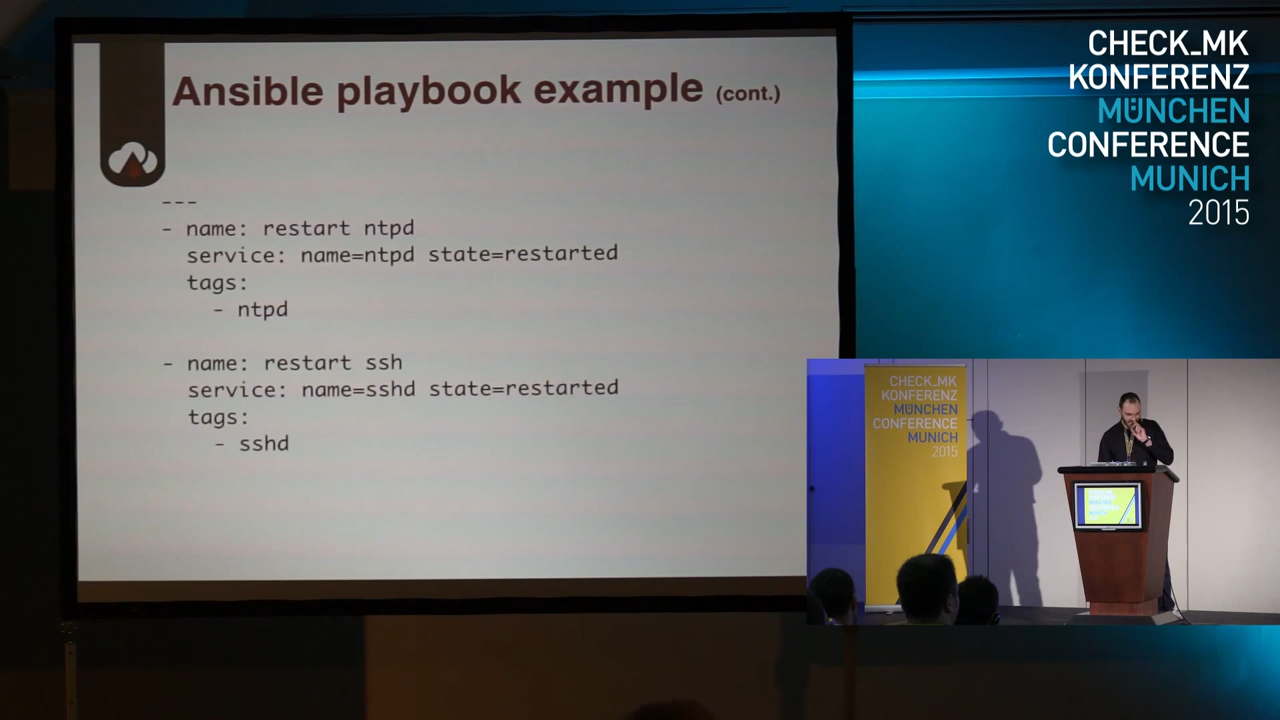 Ansible playbook example (cont.)
---
- name: restart ntpd
service: name=ntpd state=restarted
tags:
- ntpd
- name: restart ssh
service: name=sshd state=restarted
tags:
- sshd
CHECK_MK
KONFERENZ
MÜNCHEN
CONFERENCE
MUNICH
2015
CHECK_MK
KONFERENZ
MÜNCHEN
CONFERENCE
MUNICH
2015